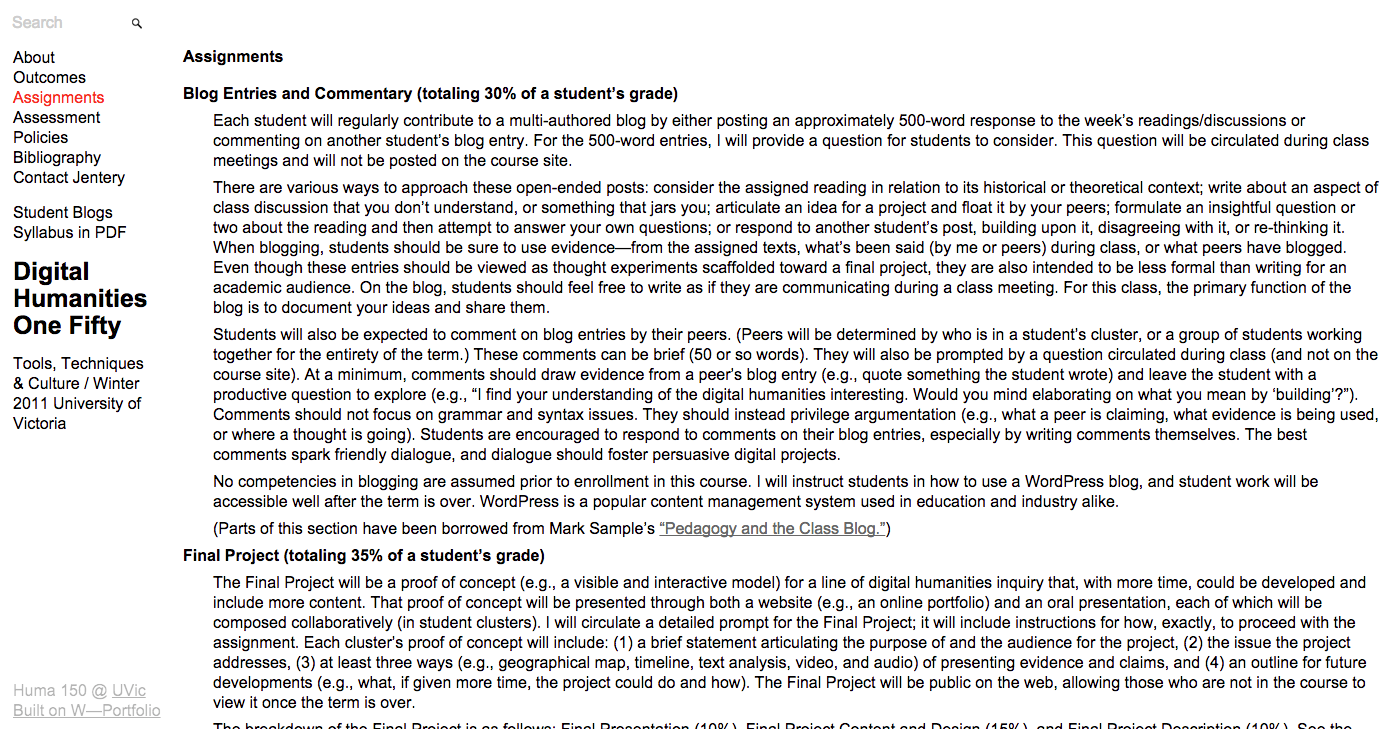 Search
About
Outcomes
Assignments
Assessment
Policies
Bibliography
Contact Jentery
Student Blogs
Syllabus in PDF
Digital
Humanities
One Fifty
Tools, Techniques
& Culture / Winter
2011 University of
Victoria
Huma 150 @ UVic
Built on W—Portfolio
Assignments
Blog Entries and Commentary (totaling 30% of a student's grade)
Each student will regularly contribute to a multi-authored blog by either posting an approximately 500-word response to the week's readings/discussions or
commenting on another student's blog entry. For the 500-word entries, I will provide a question for students to consider. This question will be circulated during class
meetings and will not be posted on the course site.
There are various ways to approach these open-ended posts: consider the assigned reading in relation to its historical or theoretical context; write about an aspect of
class discussion that you don't understand, or something that jars you; articulate an idea for a project and float it by your peers; formulate an insightful question or
two about the reading and then attempt to answer your own questions; or respond to another student's post, building upon it, disagreeing with it, or re-thinking it.
When blogging, students should be sure to use evidence—from the assigned texts, what's been said (by me or peers) during class, or what peers have blogged.
Even though these entries should be viewed as thought experiments scaffolded toward a final project, they are also intended to be less formal than writing for an
academic audience. On the blog, students should feel free to write as if they are communicating during a class meeting. For this class, the primary function of the
blog is to document your ideas and share them.
Students will also be expected to comment on blog entries by their peers. (Peers will be determined by who is in a student's cluster, or a group of students working
together for the entirety of the term.) These comments can be brief (50 or so words). They will also be prompted by a question circulated during class (and not on the
course site). At a minimum, comments should draw evidence from a peer's blog entry (e.g., quote something the student wrote) and leave the student with a
productive question to explore (e.g., “I find your understanding of the digital humanities interesting. Would you mind elaborating on what you mean by ‘building’?”).
Comments should not focus on grammar and syntax issues. They should instead privilege argumentation (e.g., what a peer is claiming, what evidence is being used,
or where a thought is going). Students are encouraged to respond to comments on their blog entries, especially by writing comments themselves. The best
comments spark friendly dialogue, and dialogue should foster persuasive digital projects.
No competencies in blogging are assumed prior to enrollment in this course. I will instruct students in how to use a WordPress blog, and student work will be
accessible well after the term is over. WordPress is a popular content management system used in education and industry alike.
(Parts of this section have been borrowed from Mark Sample's “Pedagogy and the Class Blog.”)
Final Project (totaling 35% of a student's grade)
The Final Project will be a proof of concept (e.g., a visible and interactive model) for a line of digital humanities inquiry that, with more time, could be developed and
include more content. That proof of concept will be presented through both a website (e.g., an online portfolio) and an oral presentation, each of which will be
composed collaboratively (in student clusters). I will circulate a detailed prompt for the Final Project; it will include instructions for how, exactly, to proceed with the
assignment. Each cluster's proof of concept will include: (1) a brief statement articulating the purpose of and the audience for the project, (2) the issue the project
addresses, (3) at least three ways (e.g., geographical map, timeline, text analysis, video, and audio) of presenting evidence and claims, and (4) an outline for future
developments (e.g., what, if given more time, the project could do and how). The Final Project will be public on the web, allowing those who are not in the course to
view it once the term is over.
The breakdown of the Final Project is as follows: Final Presentation (10%), Final Project Content and Design (15%), and Final Project Description (10%). See the